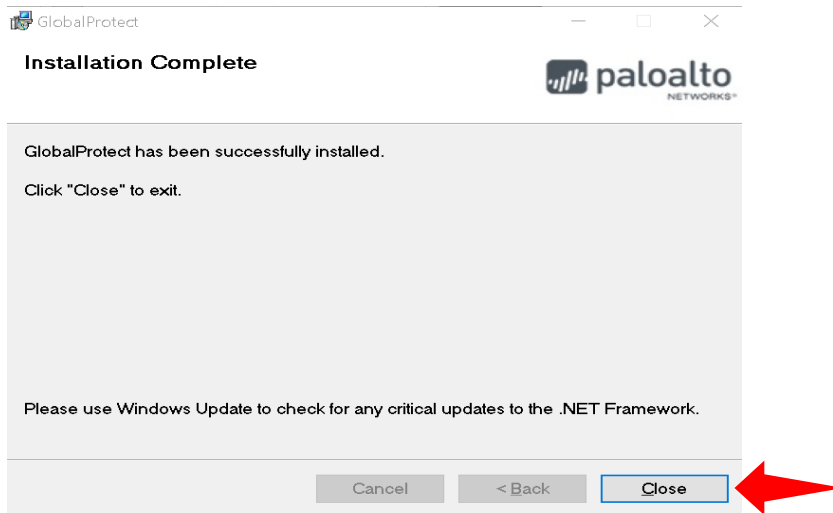 GlobalProtect
Installation Complete
paloalto
NETWORKS
GlobalProtect has been successfully installed.
Click "Close" to exit.
Please use Windows Update to check for any critical updates to the .NET Framework.
Cancel
< Back
Close